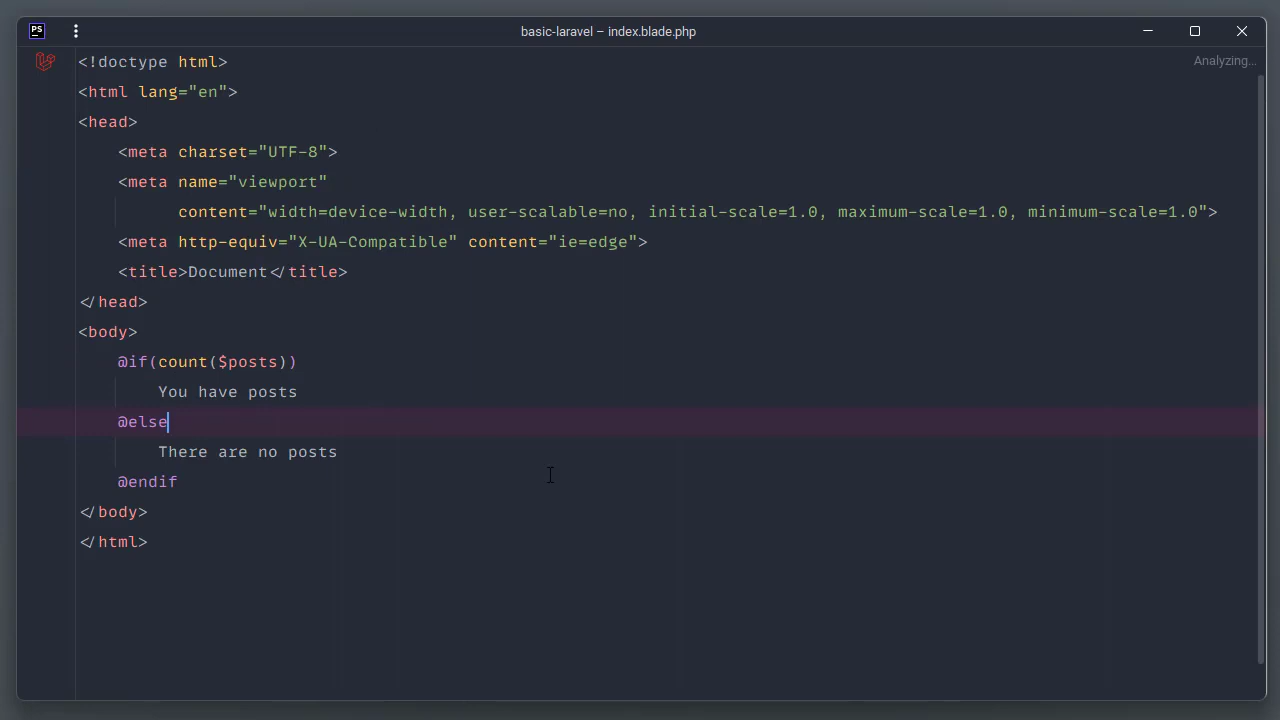 PS
basic-laravel – index.blade.php
Analyzing...
<!doctype html>
<html lang="en">
<head>
    <meta charset="UTF-8">
    <meta name="viewport"
          content="width=device-width, user-scalable=no, initial-scale=1.0, maximum-scale=1.0, minimum-scale=1.0">
    <meta http-equiv="X-UA-Compatible" content="ie=edge">
    <title>Document</title>
</head>
<body>
    @if(count($posts))
        You have posts
    @else
        There are no posts
    @endif
</body>
</html>